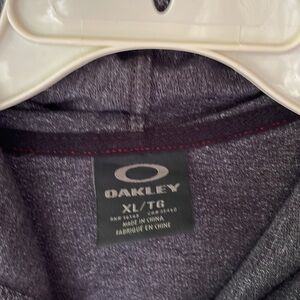 OAKLEY
XL/TG
MADE IN CHINA
FABRIQUÉ EN CHINE